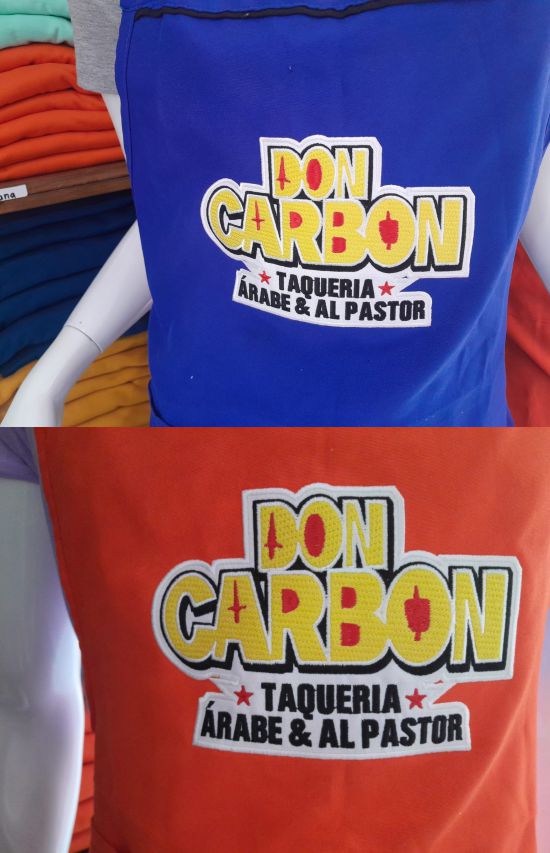 DON
CARBON
TAQUERIA
ÁRABE & AL PASTOR
DON
CARBON
TAQUERIA
ÁRABE & AL PASTOR